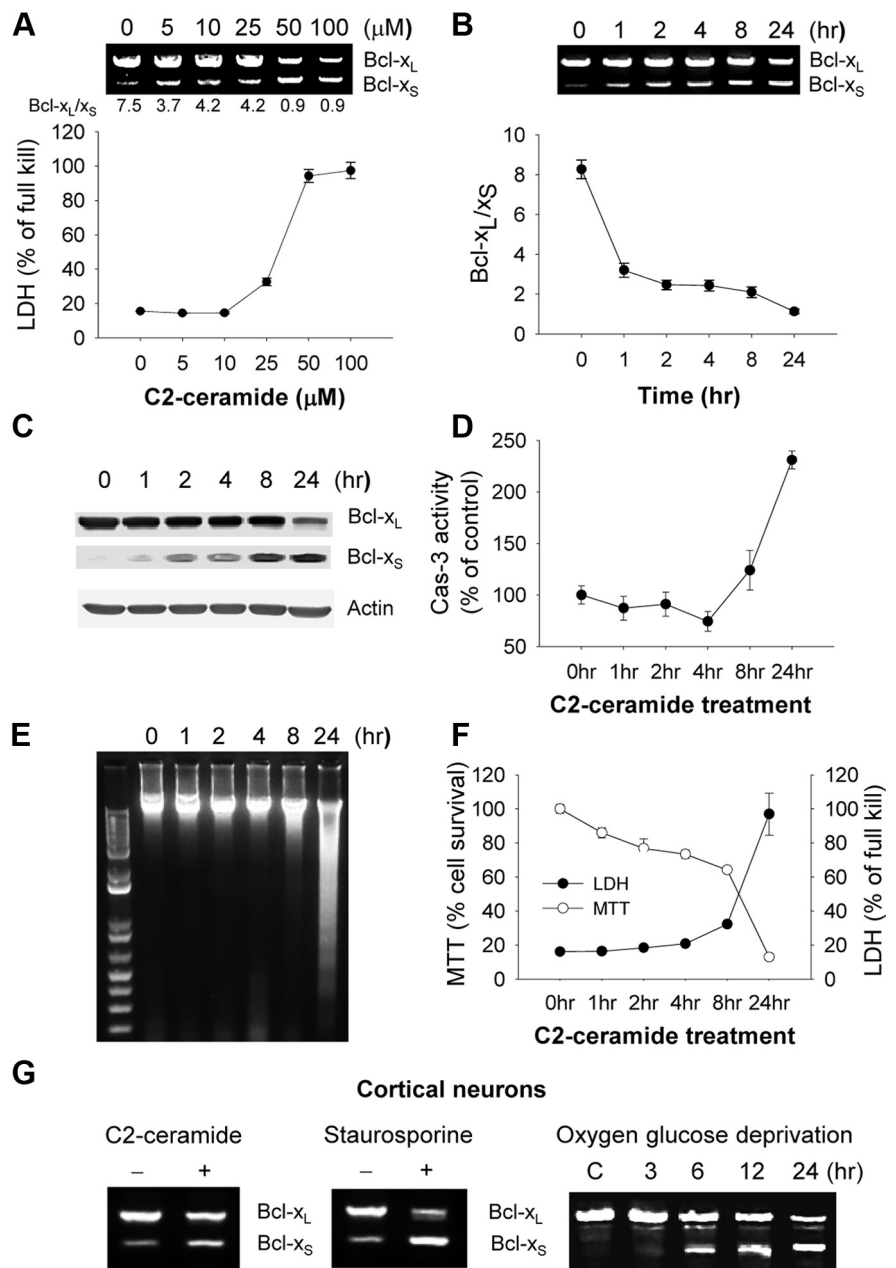 A
0 5 10 25 50 100 (μM)
Bcl-xL
Bcl-xS
Bcl-xL/xS 7.5 3.7 4.2 4.2 0.9 0.9
LDH (% of full kill)
120
100
80
60
40
20
0
0 5 10 25 50 100
C2-ceramide (μM)
B
0 1 2 4 8 24 (hr)
Bcl-xL
Bcl-xS
Bcl-xL/xS
8
6
4
2
0
0 1 2 4 8 24
Time (hr)
C
0 1 2 4 8 24 (hr)
Bcl-xL
Bcl-xS
Actin
D
Cas-3 activity
(% of control)
250
200
150
100
50
0hr 1hr 2hr 4hr 8hr 24hr
C2-ceramide treatment
E
0 1 2 4 8 24 (hr)
F
MTT (% cell survival)
120
100
80
60
40
20
0
LDH
MTT
120
100
80
60
40
20
0
LDH (% of full kill)
0hr 1hr 2hr 4hr 8hr 24hr
C2-ceramide treatment
G
Cortical neurons
C2-ceramide
– +
Bcl-xL
Bcl-xS
Staurosporine
– +
Bcl-xL
Bcl-xS
Oxygen glucose deprivation
C 3 6 12 24 (hr)